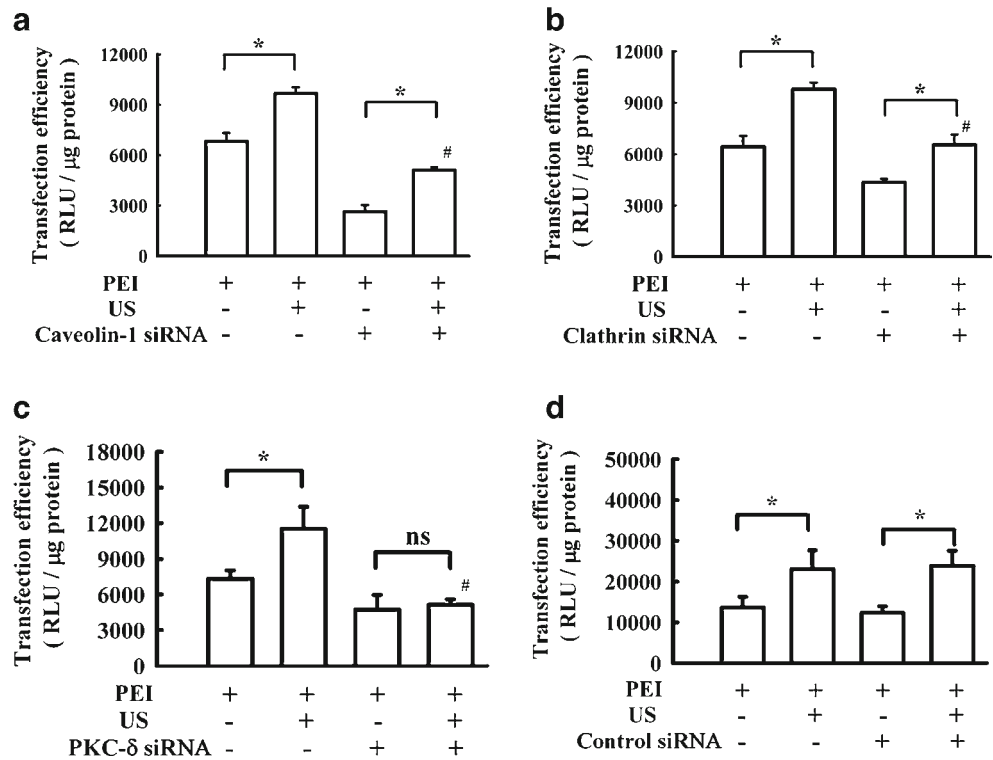 a
Transfection efficiency
( RLU / μg protein )
12000
9000
6000
3000
0
*
*
#
PEI + + + +
US - + - +
Caveolin-1 siRNA - - + +
b
Transfection efficiency
( RLU / μg protein )
12000
9000
6000
3000
0
*
*
#
PEI + + + +
US - + - +
Clathrin siRNA - - + +
c
Transfection efficiency
( RLU / μg protein )
18000
15000
12000
9000
6000
3000
0
*
ns
#
PEI + + + +
US - + - +
PKC-δ siRNA - - + +
d
Transfection efficiency
( RLU / μg protein )
50000
40000
30000
20000
10000
0
*
*
PEI + + + +
US - + - +
Control siRNA - - + +